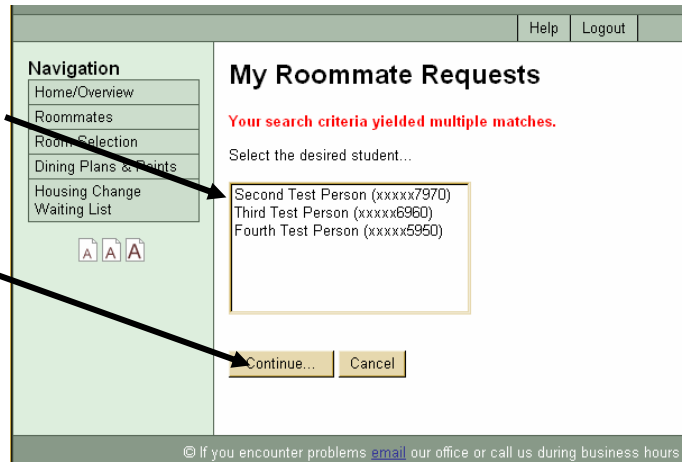 Help Logout
Navigation
Home/Overview
Roommates
Room Selection
Dining Plans & Points
Housing Change
Waiting List
A A A
My Roommate Requests
Your search criteria yielded multiple matches.
Select the desired student...
Second Test Person (xxxxx7970)
Third Test Person (xxxxx6960)
Fourth Test Person (xxxxx5950)
Continue... Cancel
© If you encounter problems email our office or call us during business hours